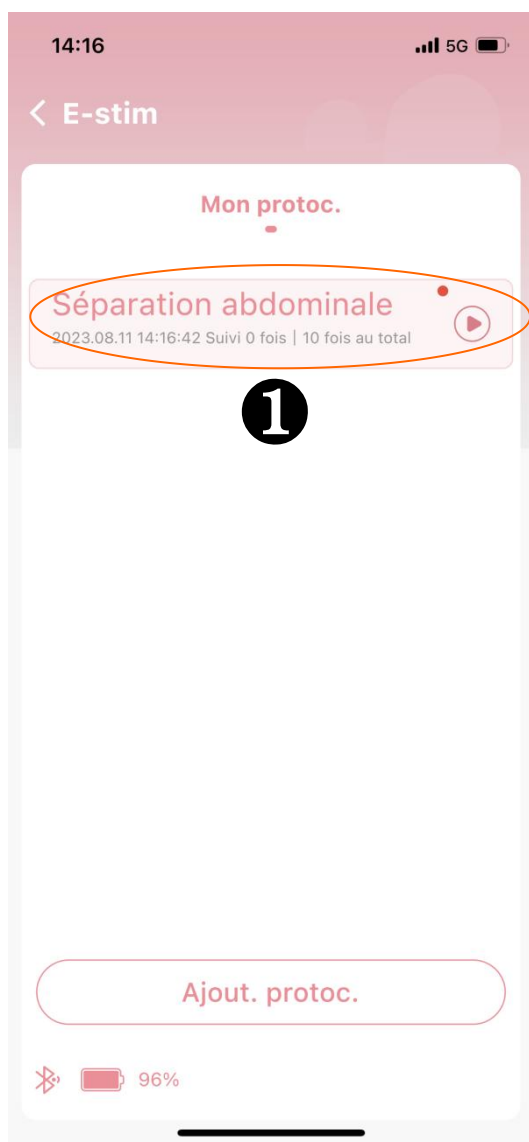 14:16 5G
< E-stim
Mon protoc.
Séparation abdominale
2023.08.11 14:16:42 Suivi 0 fois | 10 fois au total
❶
Ajout. protoc.
96%